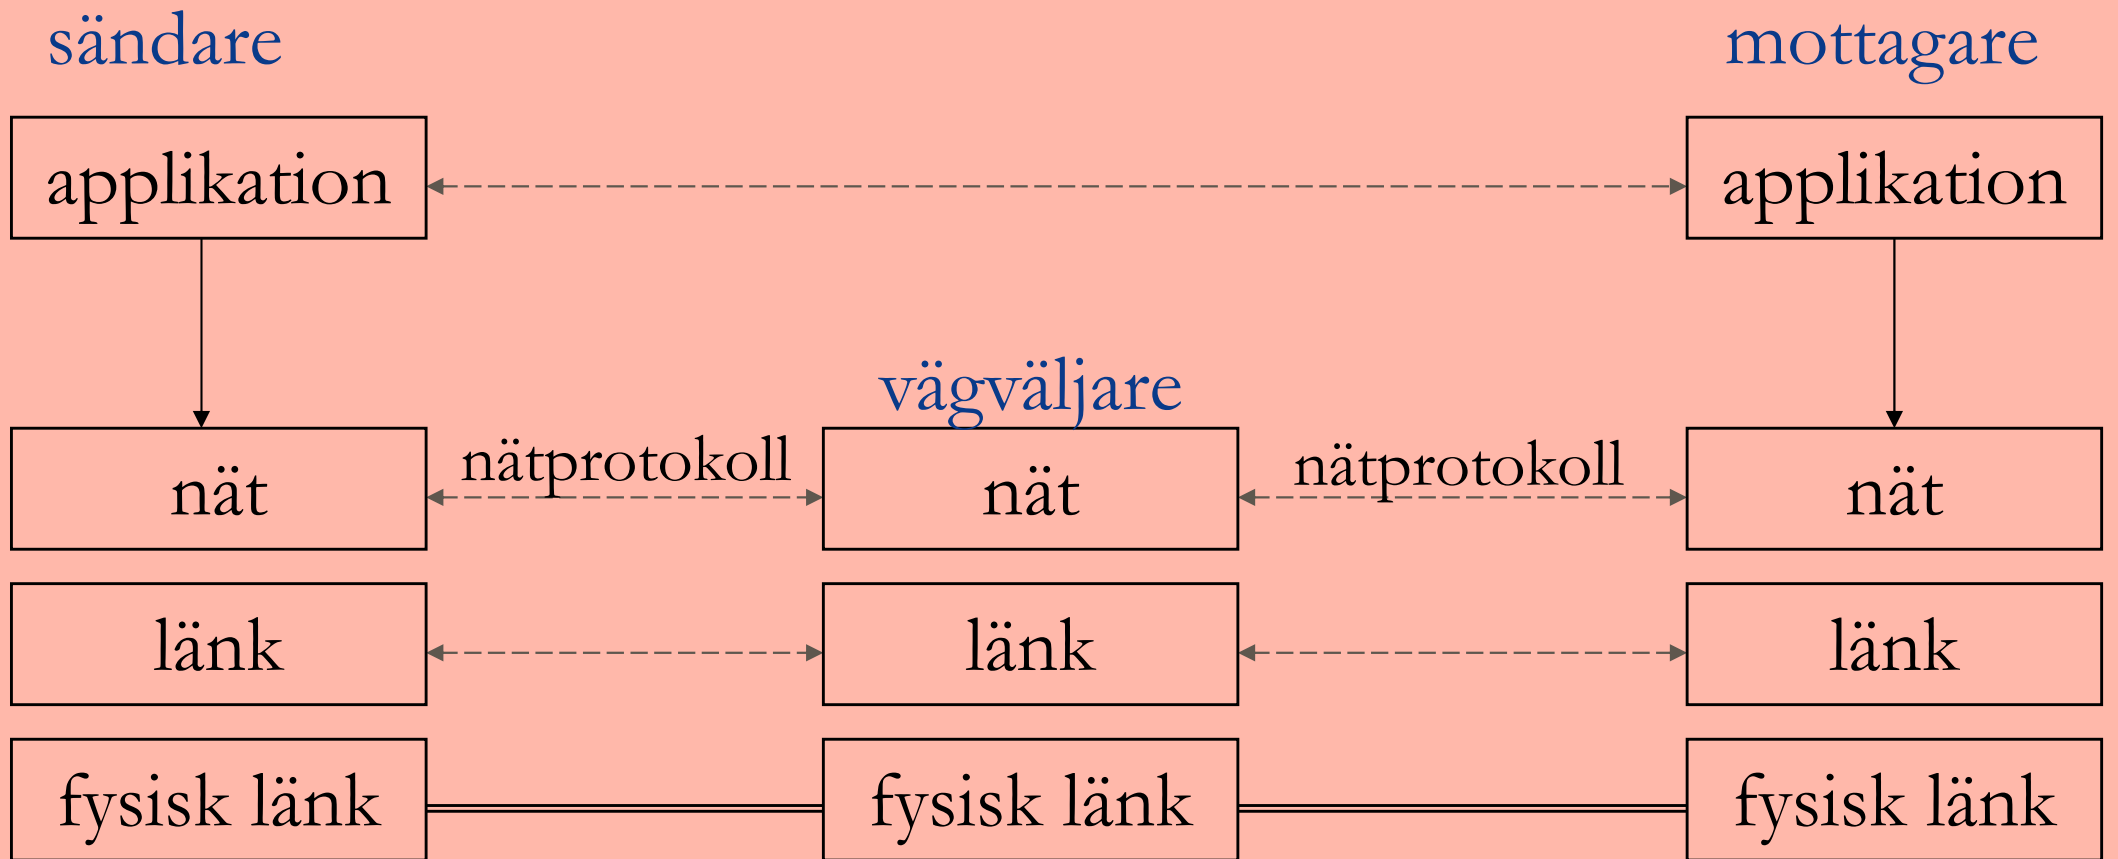 sändare mottagare
applikation applikation
vägväljare
nät nätprotokoll nät nätprotokoll nät
länk länk länk
fysisk länk fysisk länk fysisk länk